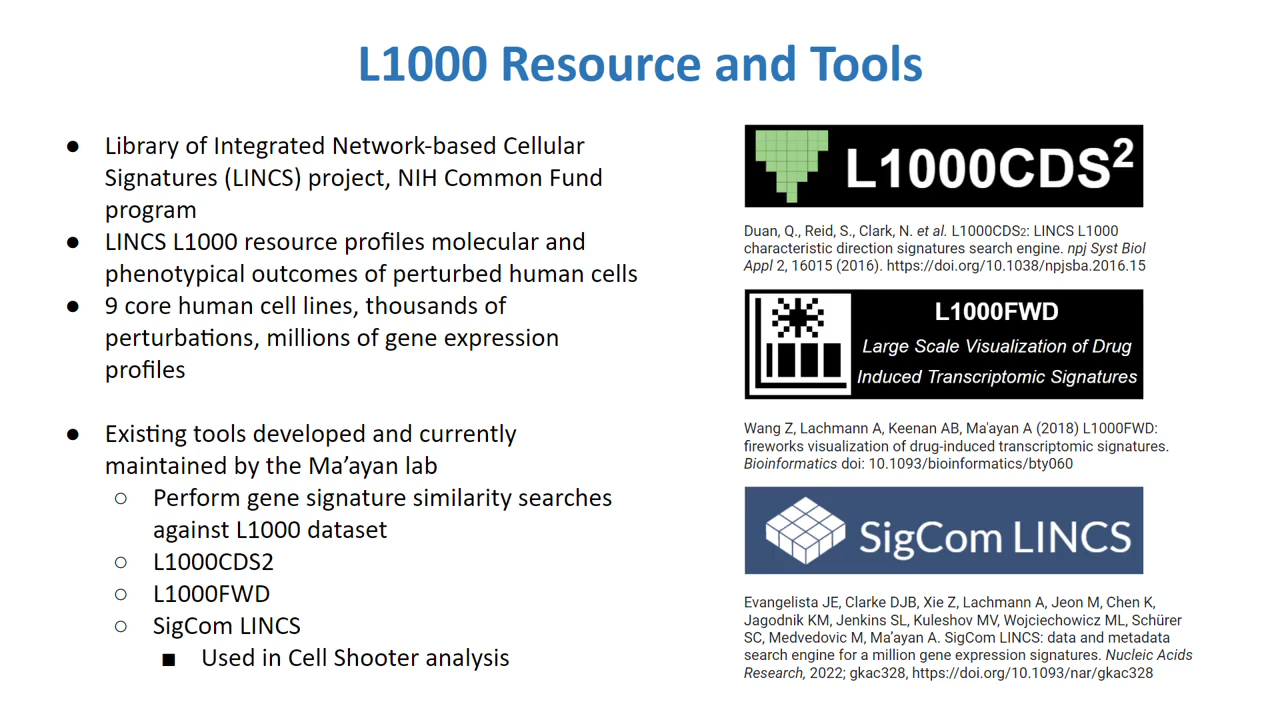 L1000 Resource and Tools
● Library of Integrated Network-based Cellular
Signatures (LINCS) project, NIH Common Fund
program
● LINCS L1000 resource profiles molecular and
phenotypical outcomes of perturbed human cells
● 9 core human cell lines, thousands of
perturbations, millions of gene expression
profiles
● Existing tools developed and currently
maintained by the Ma’ayan lab
○ Perform gene signature similarity searches
against L1000 dataset
○ L1000CDS2
○ L1000FWD
○ SigCom LINCS
■ Used in Cell Shooter analysis
L1000CDS²
Duan, Q., Reid, S., Clark, N. et al. L1000CDS₂: LINCS L1000
characteristic direction signatures search engine. npj Syst Biol
Appl 2, 16015 (2016). https://doi.org/10.1038/npjsba.2016.15
L1000FWD
Large Scale Visualization of Drug
Induced Transcriptomic Signatures
Wang Z, Lachmann A, Keenan AB, Ma'ayan A (2018) L1000FWD:
fireworks visualization of drug-induced transcriptomic signatures.
Bioinformatics doi: 10.1093/bioinformatics/bty060
SigCom LINCS
Evangelista JE, Clarke DJB, Xie Z, Lachmann A, Jeon M, Chen K,
Jagodnik KM, Jenkins SL, Kuleshov MV, Wojciechowicz ML, Schürer
SC, Medvedovic M, Ma’ayan A. SigCom LINCS: data and metadata
search engine for a million gene expression signatures. Nucleic Acids
Research, 2022; gkac328, https://doi.org/10.1093/nar/gkac328